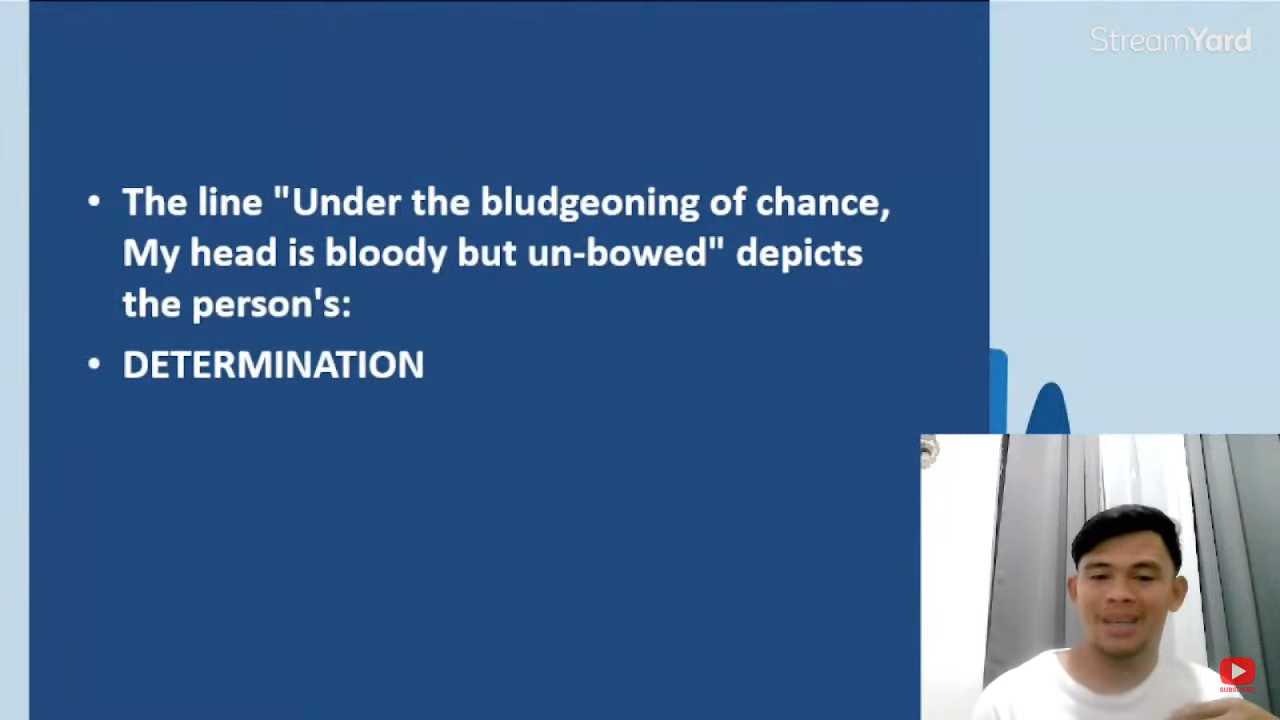 StreamYard
• The line "Under the bludgeoning of chance,
My head is bloody but un-bowed" depicts
the person's:
• DETERMINATION
SUBSCRIBE